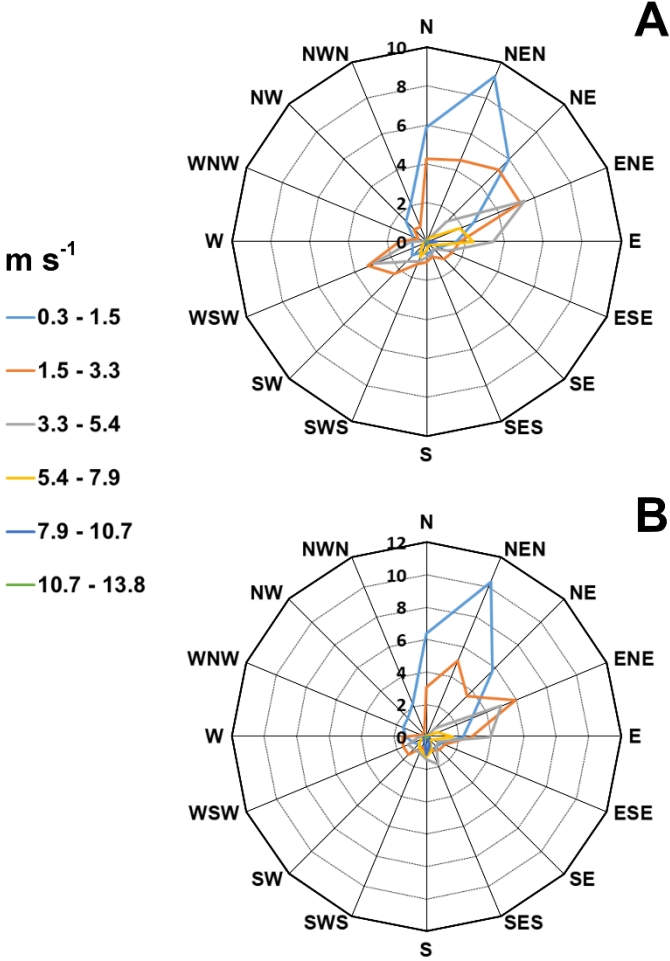 A
N
NWN
NEN
NW
NE
WNW
ENE
W
E
WSW
ESE
SW
SE
SWS
SES
S
10
8
6
4
2
0
m s-1
0.3 - 1.5
1.5 - 3.3
3.3 - 5.4
5.4 - 7.9
7.9 - 10.7
10.7 - 13.8
B
N
NWN
NEN
NW
NE
WNW
ENE
W
E
WSW
ESE
SW
SE
SWS
SES
S
12
10
8
6
4
2
0